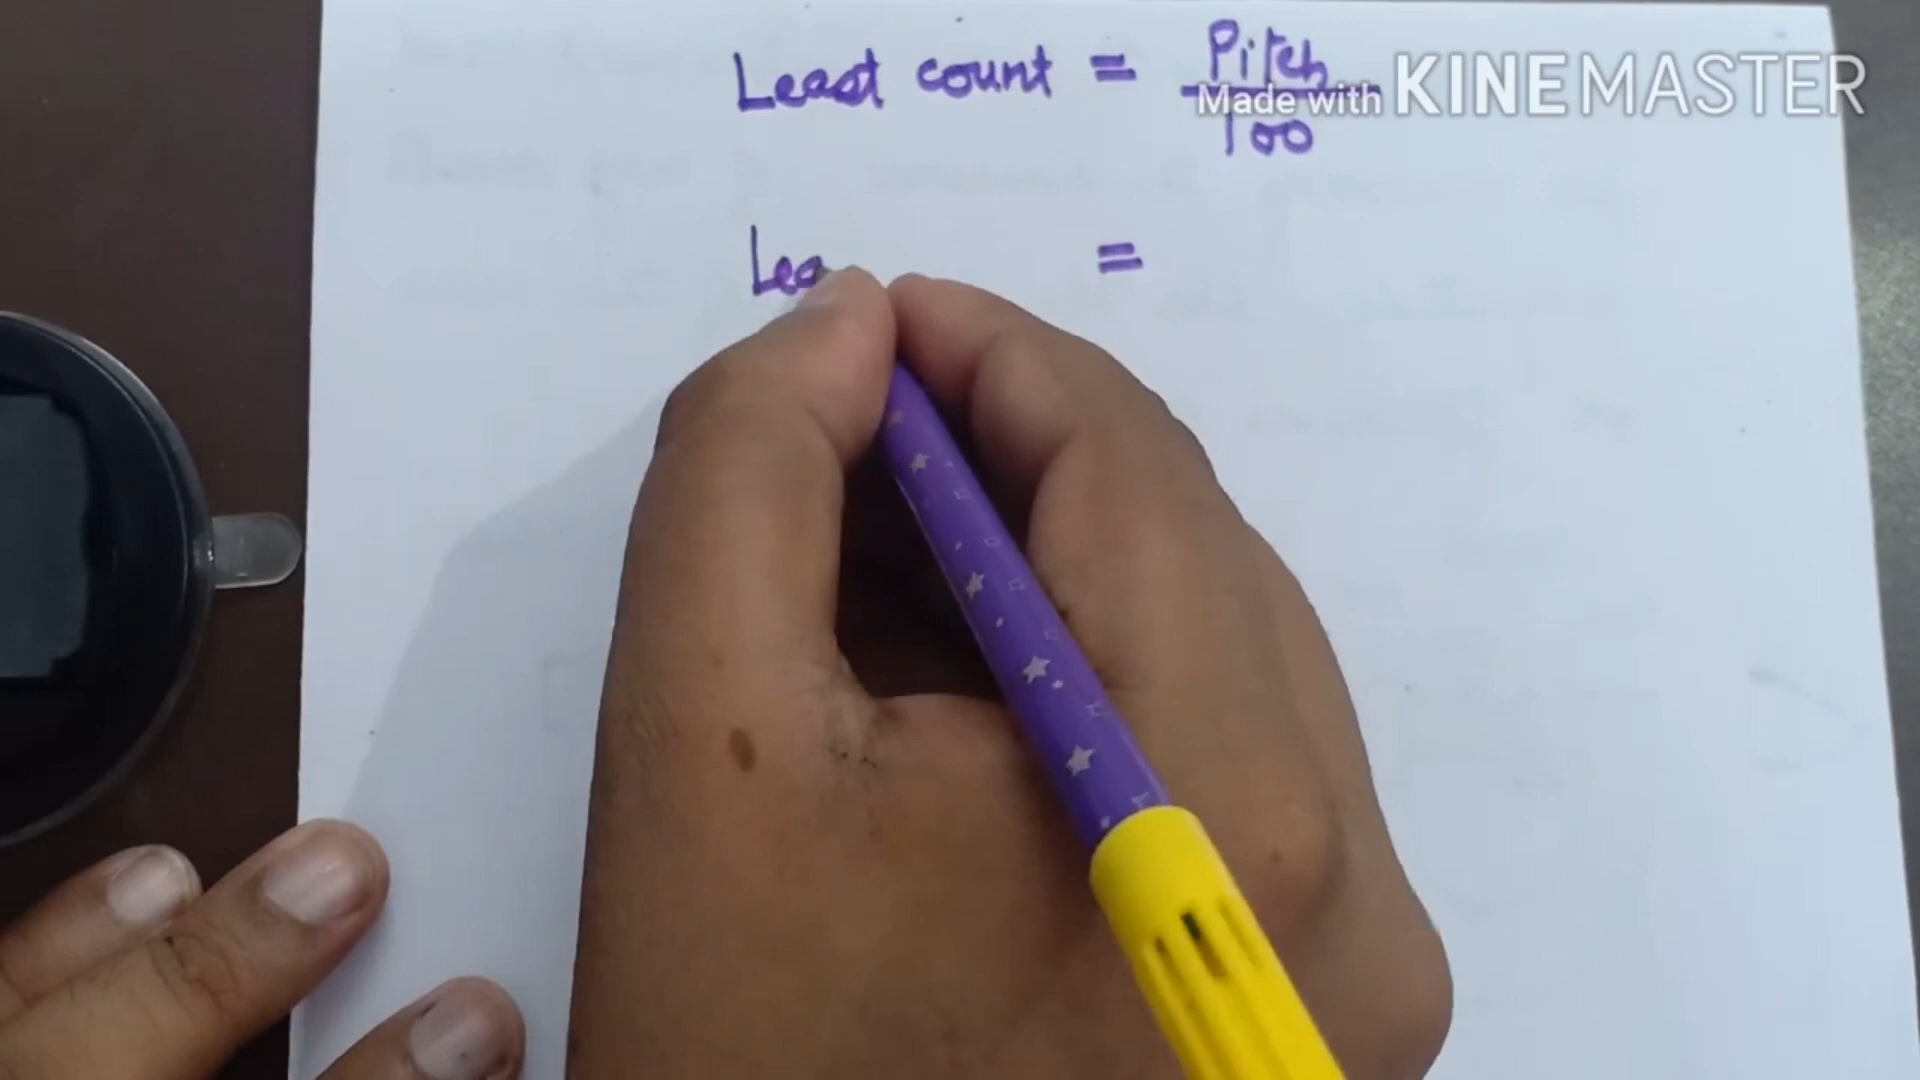 Least count = Pitch
Made with KINEMASTER
100
Lea =